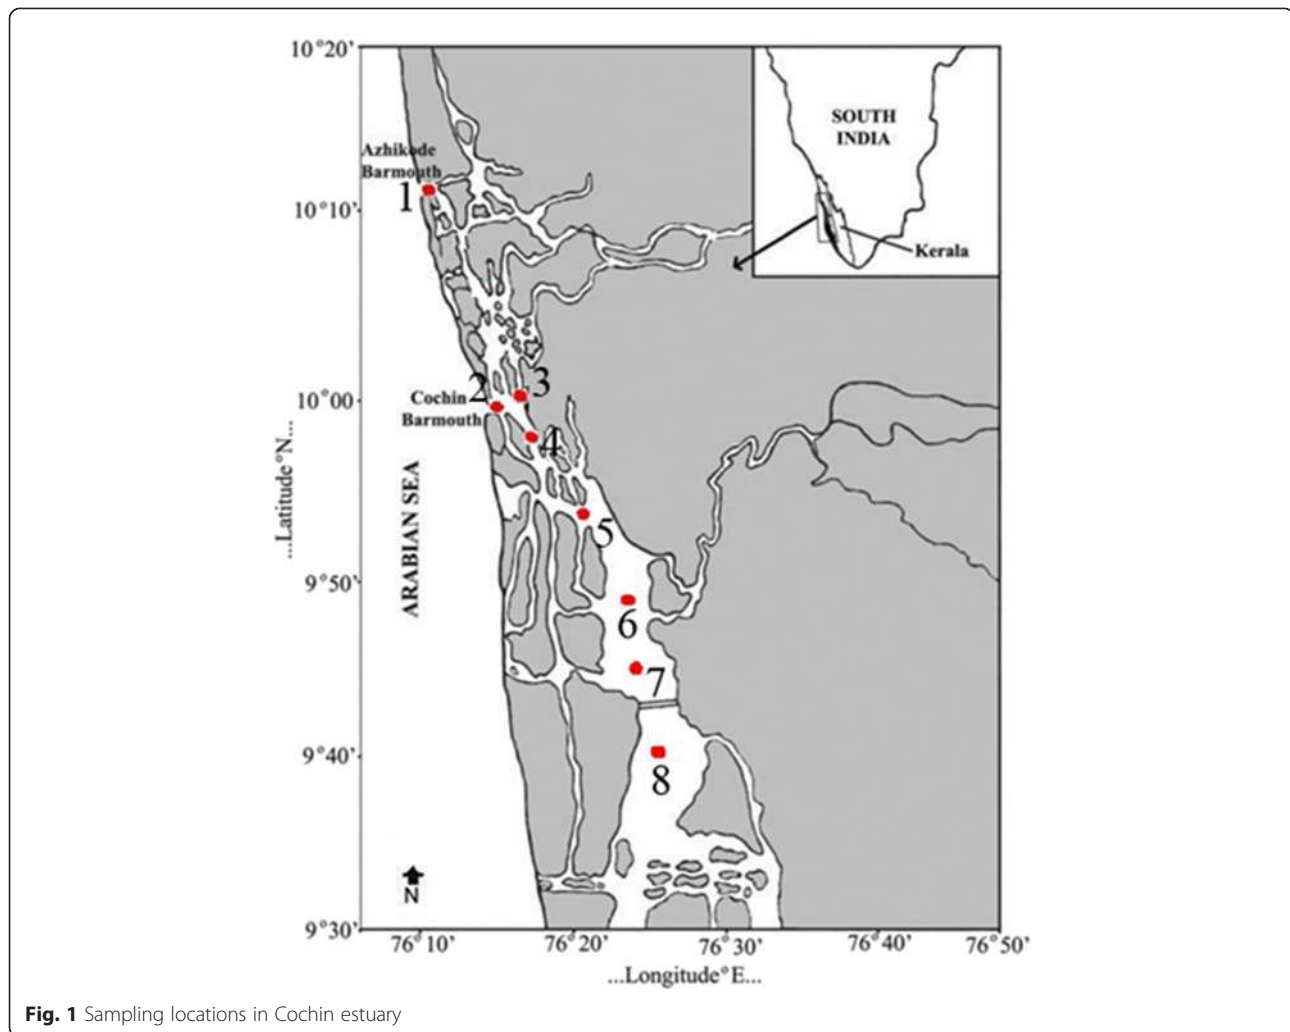 10°20'
SOUTH
INDIA
Azhikode
Barmouth
1
10°10'
Kerala
2
3
10°00'
Cochin
Barmouth
4
...Latitude°N...
ARABIAN SEA
5
9°50'
6
7
9°40'
8
N
9°30'
76°10'
76°20'
76°30'
76°40'
76°50'
...Longitude°E...
Fig. 1 Sampling locations in Cochin estuary